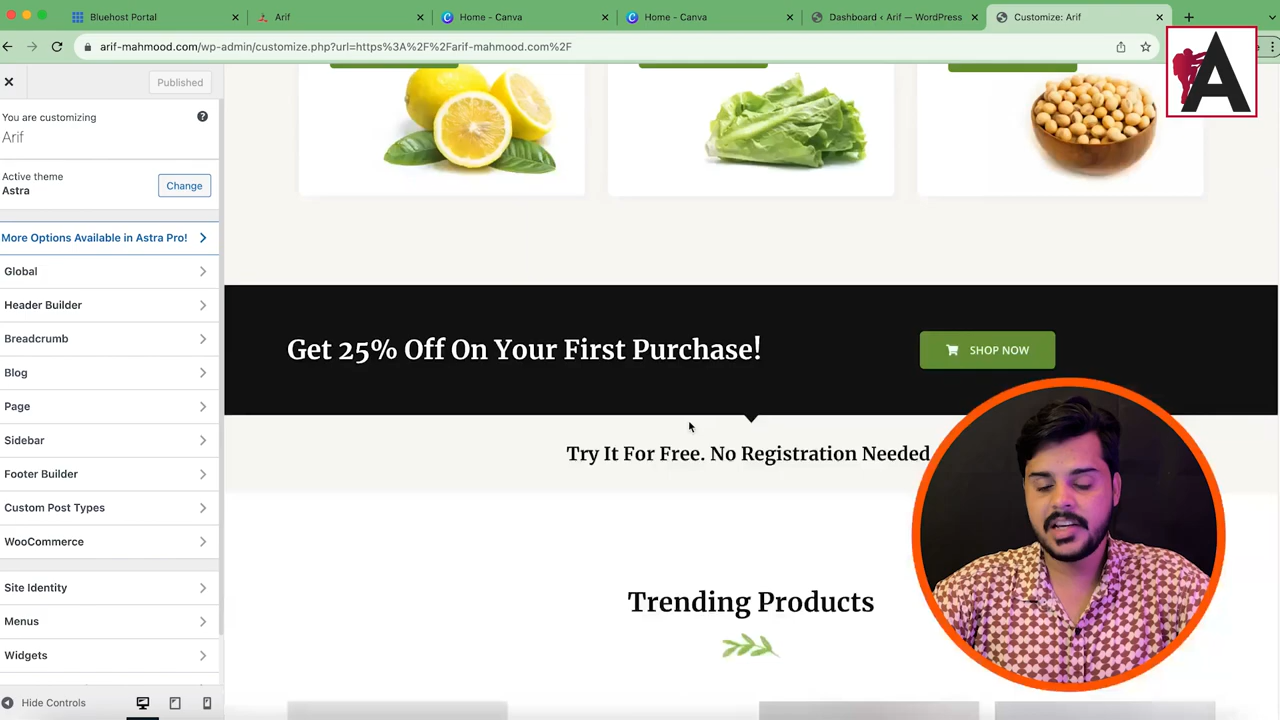 Bluehost Portal
Arif
Home - Canva
Home - Canva
Dashboard ‹ Arif — WordPress
Customize: Arif
arif-mahmood.com/wp-admin/customize.php?url=https%3A%2F%2Farif-mahmood.com%2F
A
Published
You are customizing
Arif
Active theme
Astra
Change
More Options Available in Astra Pro!
Global
Header Builder
Breadcrumb
Blog
Page
Sidebar
Footer Builder
Custom Post Types
WooCommerce
Site Identity
Menus
Widgets
Hide Controls
Get 25% Off On Your First Purchase!
SHOP NOW
Try It For Free. No Registration Needed
Trending Products